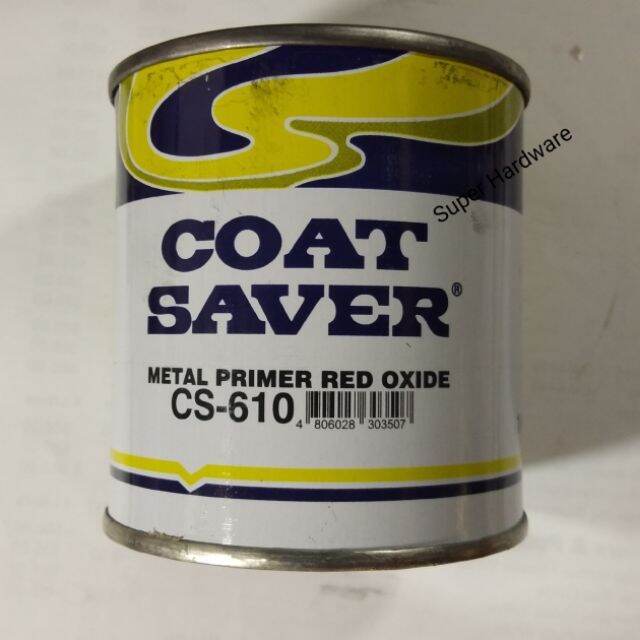 Super Hardware
COAT
SAVER®
METAL PRIMER RED OXIDE
CS-610
4 806028 303507